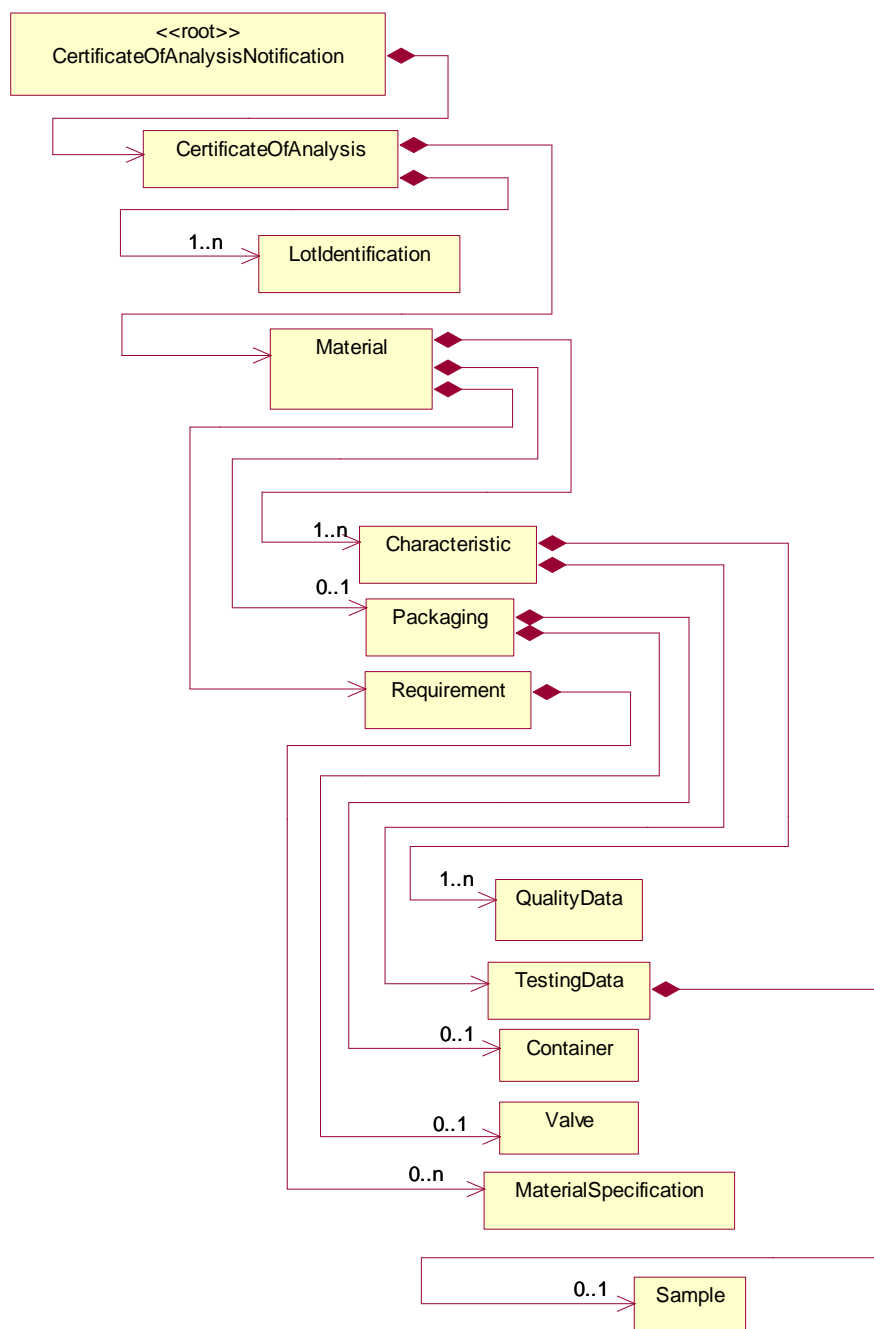 <<root>>
CertificateOfAnalysisNotification
CertificateOfAnalysis
1..n
LotIdentification
Material
1..n
Characteristic
0..1
Packaging
Requirement
1..n
QualityData
TestingData
0..1
Container
0..1
Valve
0..n
MaterialSpecification
0..1
Sample